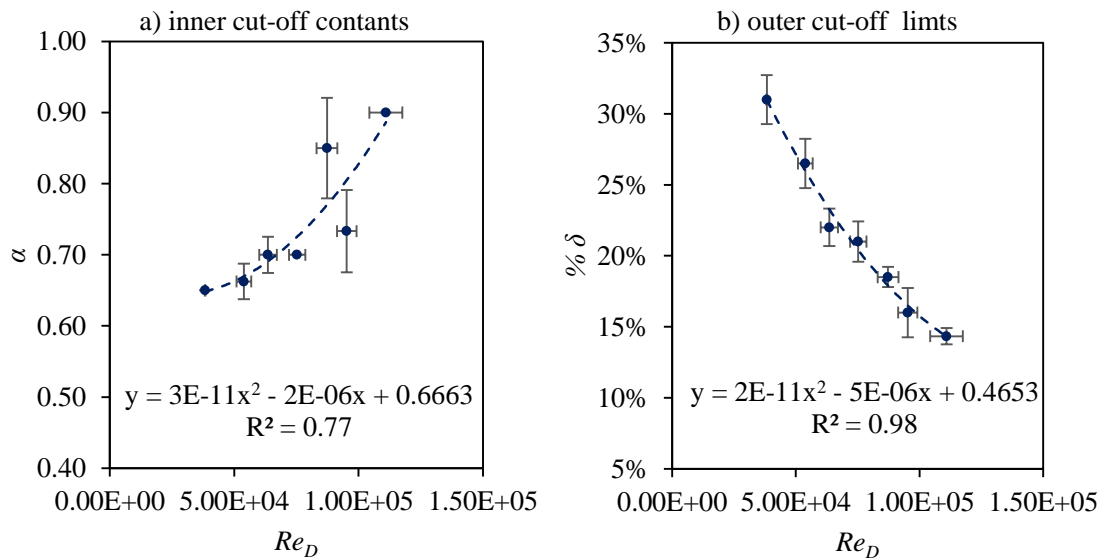 a) inner cut-off contants
1.00
0.90
0.80
0.70
0.60
0.50
0.40
α
y = 3E-11x² - 2E-06x + 0.6663
R² = 0.77
0.00E+00 5.00E+04 1.00E+05 1.50E+05
Re_D
b) outer cut-off limts
35%
30%
25%
20%
15%
10%
5%
% δ
y = 2E-11x² - 5E-06x + 0.4653
R² = 0.98
0.00E+00 5.00E+04 1.00E+05 1.50E+05
Re_D